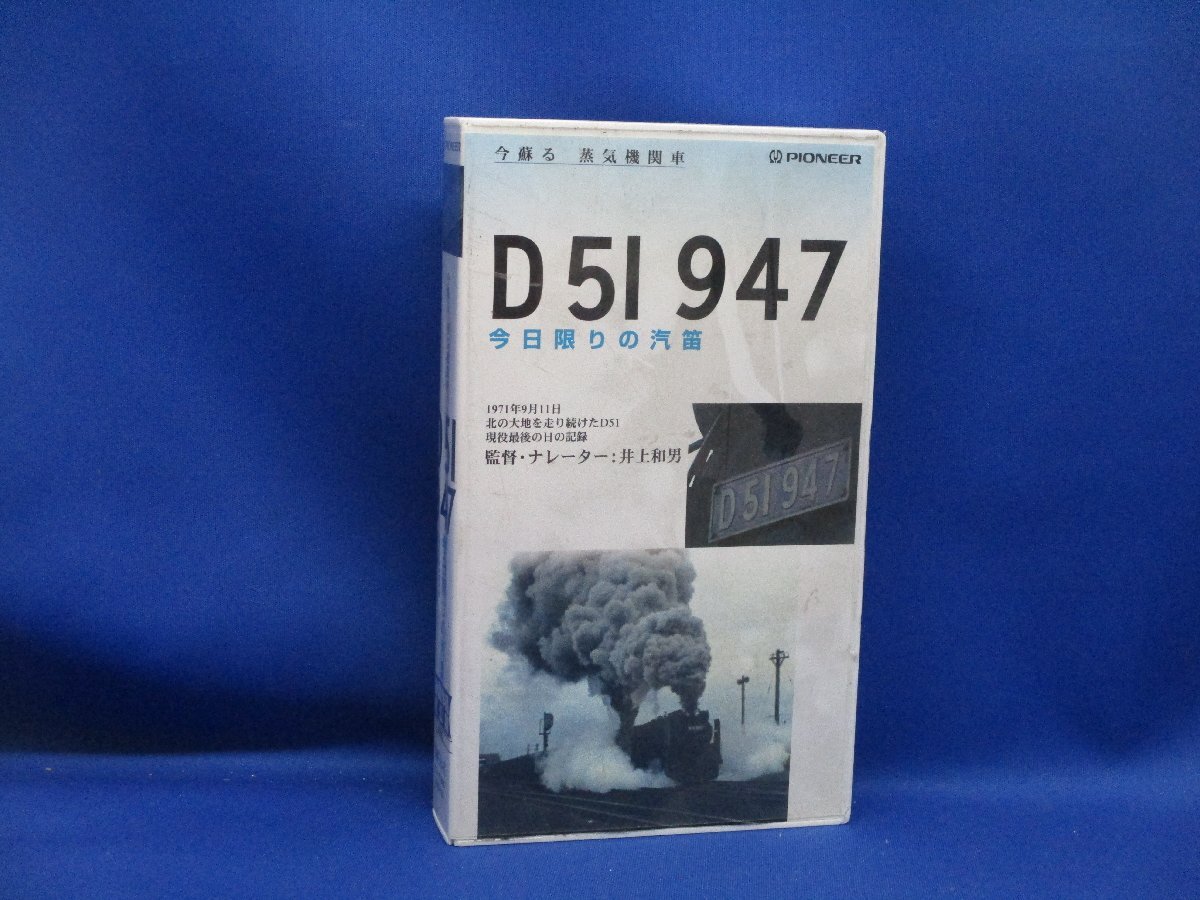 今蘇る 蒸気機関車
PIONEER
D51 947
今日限りの汽笛
1971年9月11日
北の大地を走り続けたD51
現役最後の日の記録
監督・ナレーター:井上和男
D51 947